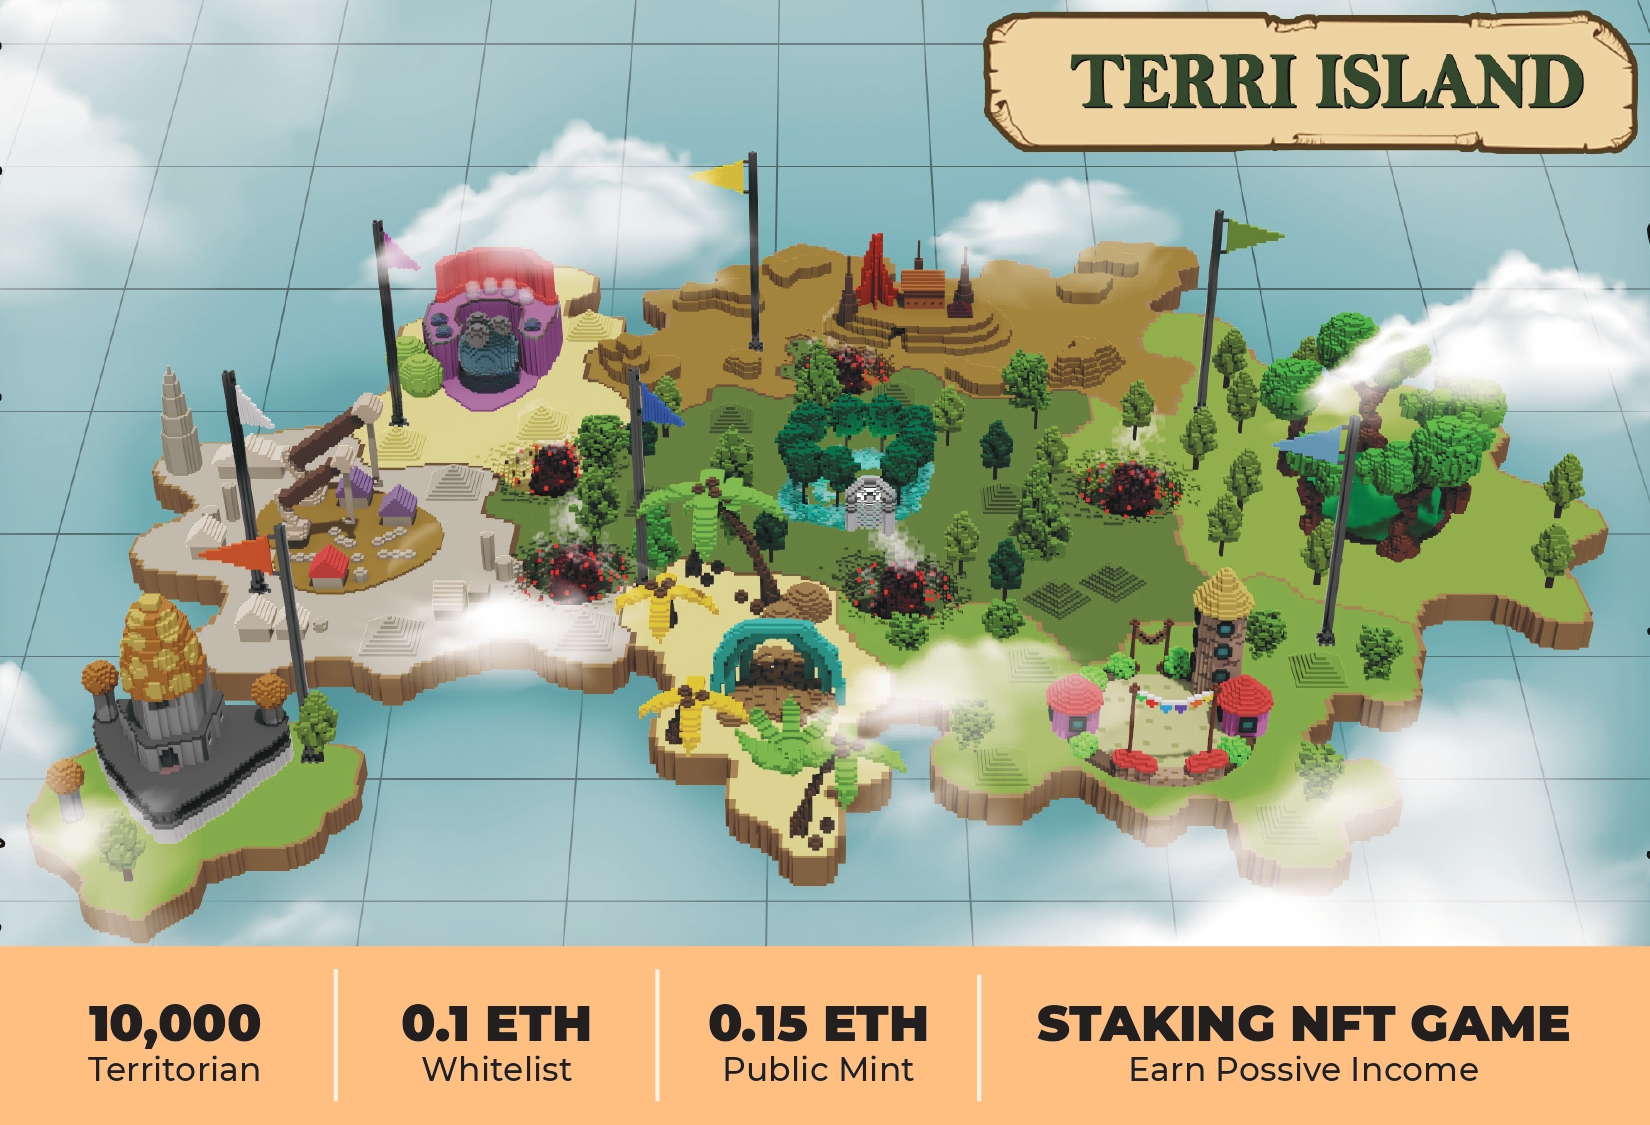 TERRI ISLAND
10,000
Territorian
0.1 ETH
Whitelist
0.15 ETH
Public Mint
STAKING NFT GAME
Earn Possive Income